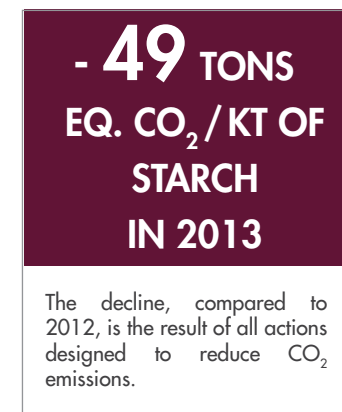 - 49 TONS
EQ. CO₂ / KT OF
STARCH
IN 2013
The decline, compared to
2012, is the result of all actions
designed to reduce CO₂
emissions.